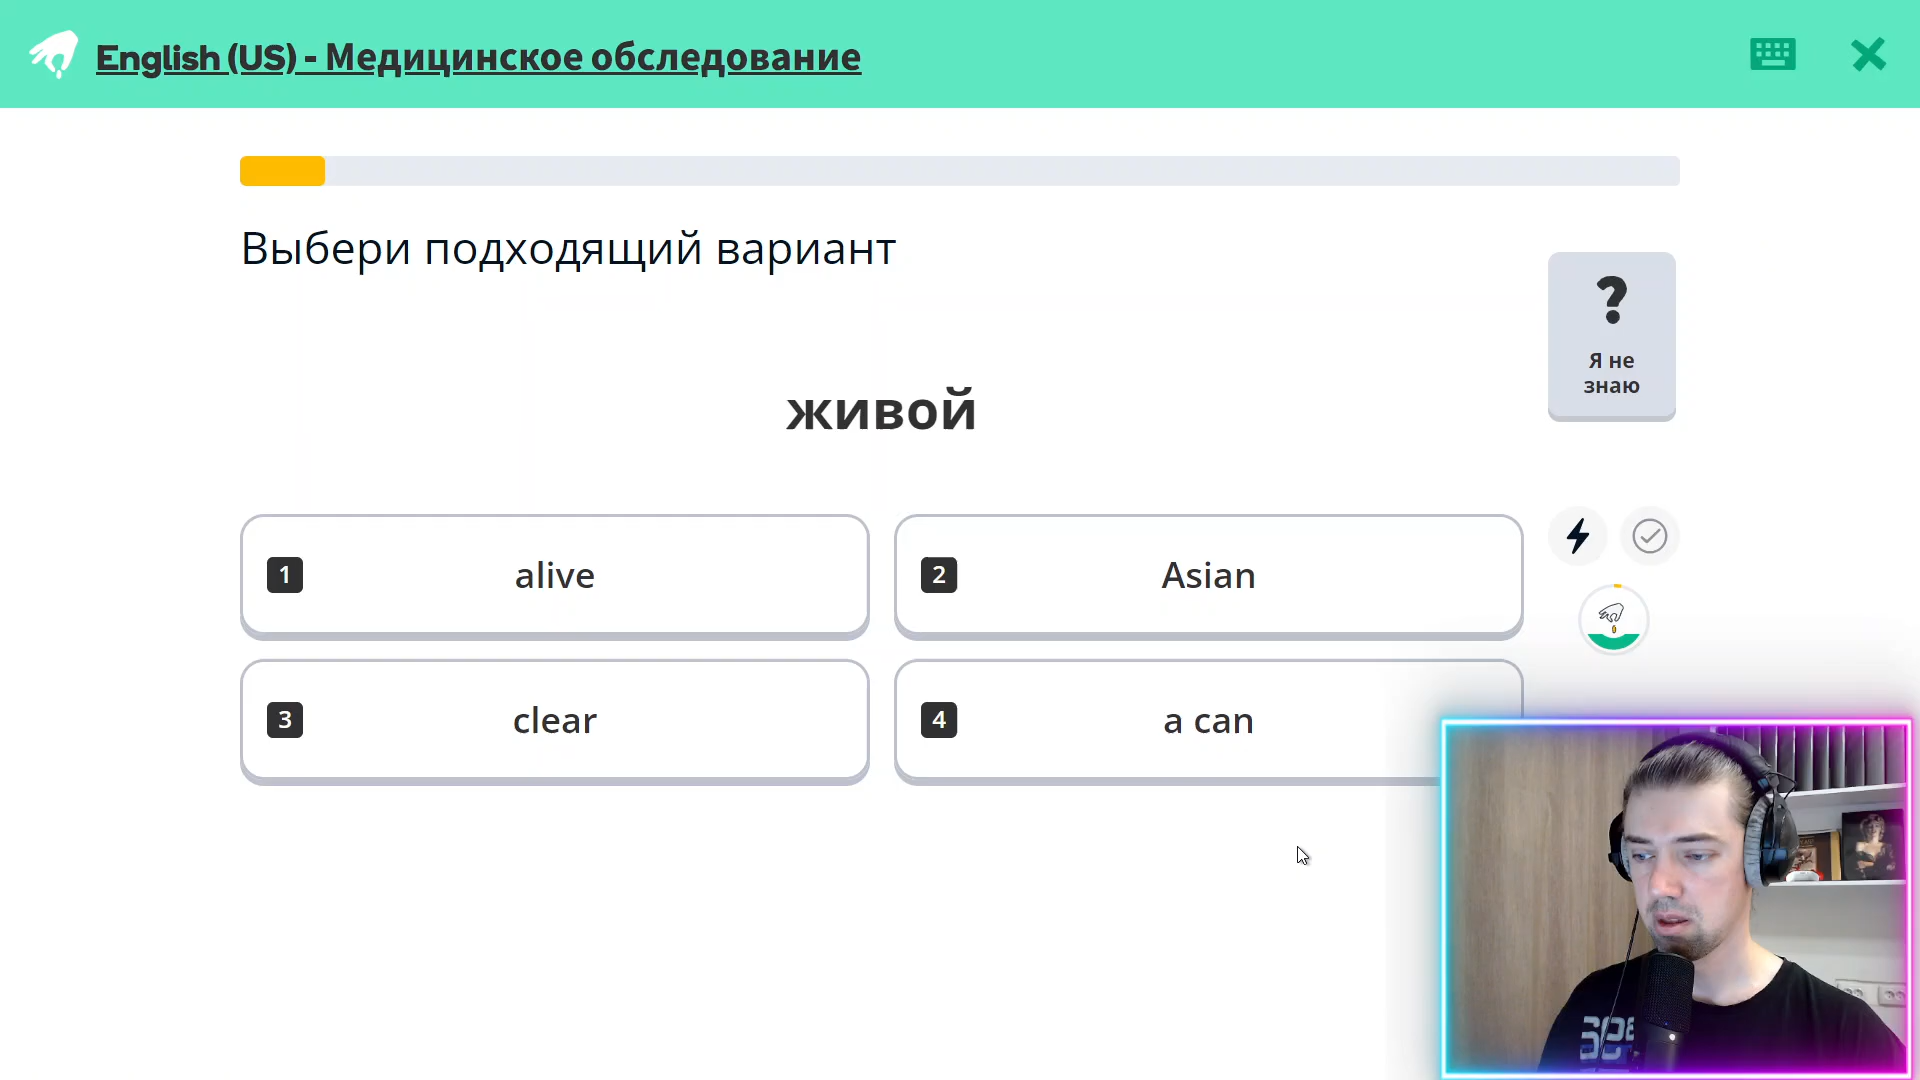 English (US) - Медицинское обследование
Выбери подходящий вариант
?
Я не
знаю
живой
1 alive
2 Asian
3 clear
4 a can